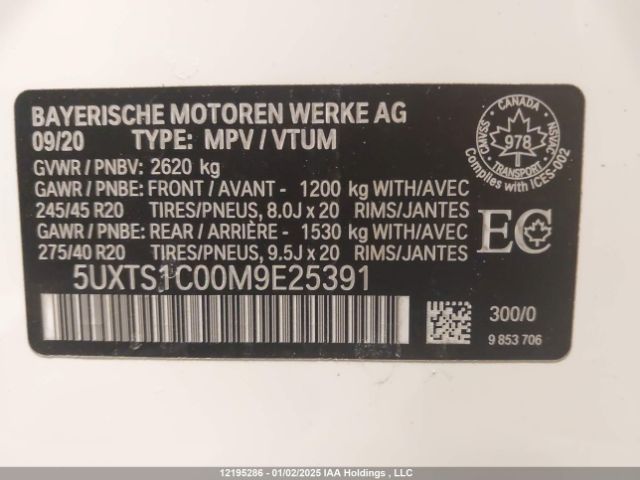 BAYERISCHE MOTOREN WERKE AG
09/20 TYPE: MPV / VTUM
GVWR / PNBV: 2620 kg
GAWR / PNBE: FRONT / AVANT - 1200 kg WITH/AVEC
245/45 R20 TIRES/PNEUS, 8.0J x 20 RIMS/JANTES
GAWR / PNBE: REAR / ARRIÈRE - 1530 kg WITH/AVEC
275/40 R20 TIRES/PNEUS, 9.5J x 20 RIMS/JANTES
5UXTS1C00M9E25391
CANADA
CMVSS
NSVAC
978
TRANSPORT
Complies with ICES-002
EC
300/0
9 853 706
12195286 - 01/02/2025 IAA Holdings , LLC